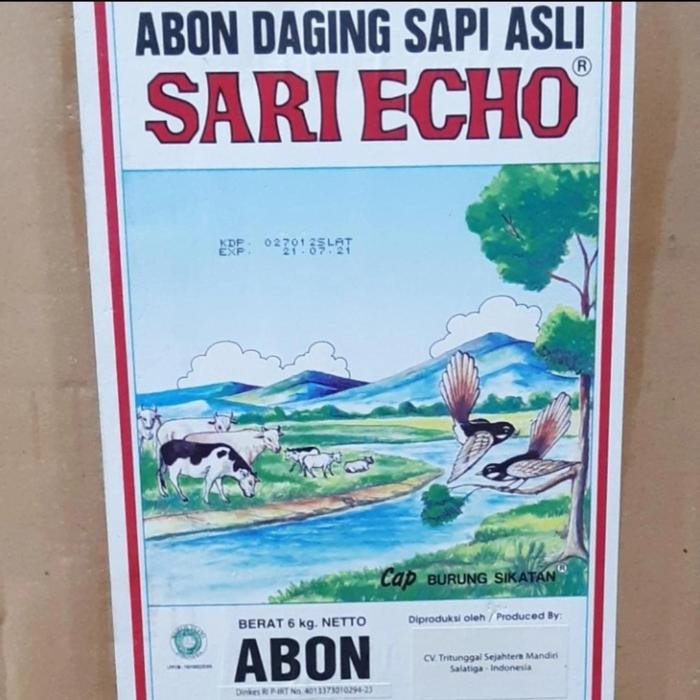 ABON DAGING SAPI ASLI
SARI ECHO®
KDP. 027012SLAT
EXP. 21.07.21
Cap BURUNG SIKATAN®
BERAT 6 kg. NETTO
ABON
Dinkes RI P-IRT No. 4013373010294-23
Diproduksi oleh / Produced By:
CV. Tritunggal Sejahtera Mandiri
Salatiga - Indonesia